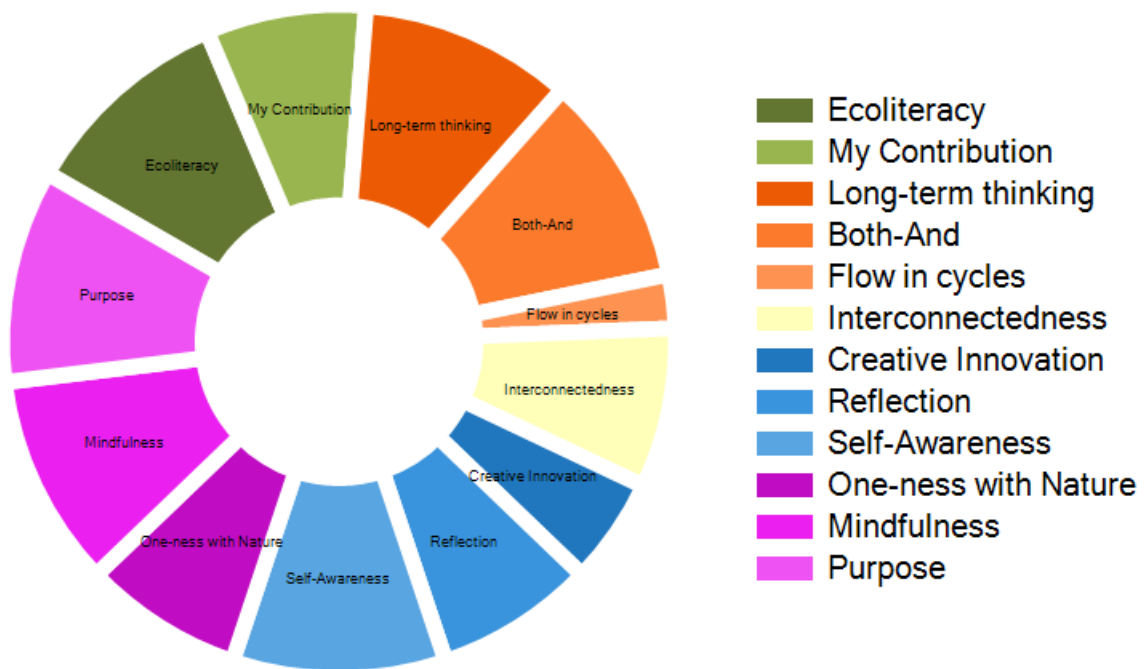 My Contribution
Long-term thinking
Ecoliteracy
Both-And
Purpose
Flow in cycles
Interconnectedness
Mindfulness
Creative Innovation
One-ness with Nature
Reflection
Self-Awareness
Ecoliteracy
My Contribution
Long-term thinking
Both-And
Flow in cycles
Interconnectedness
Creative Innovation
Reflection
Self-Awareness
One-ness with Nature
Mindfulness
Purpose